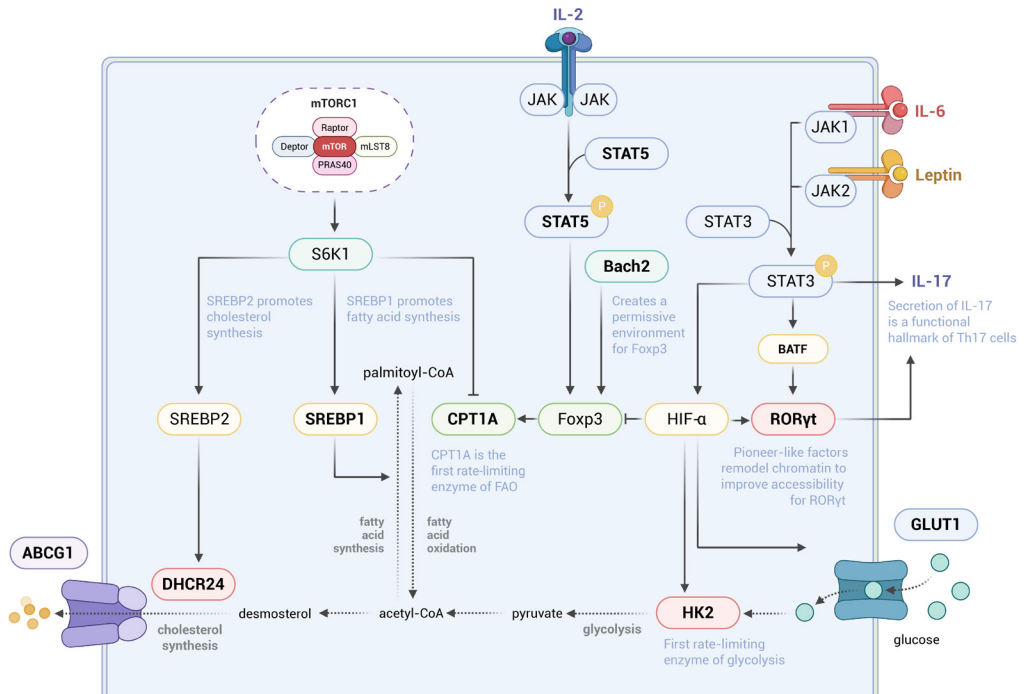 IL-2
mTORC1
Raptor
Deptor
mTOR
mLST8
PRAS40
JAK
JAK
IL-6
JAK1
STAT5
Leptin
JAK2
STAT5
P
STAT3
S6K1
Bach2
P
STAT3
IL-17
SREBP2 promotes
cholesterol
synthesis
SREBP1 promotes
fatty acid synthesis
Creates a
permissive
environment
for Foxp3
Secretion of IL-17
is a functional
hallmark of Th17 cells
BATF
palmitoyl-CoA
SREBP2
SREBP1
CPT1A
Foxp3
HIF-α
RORγt
CPT1A is the
first rate-limiting
enzyme of FAO
Pioneer-like factors
remodel chromatin to
improve accessibility
for RORγt
fatty
acid
synthesis
fatty
acid
oxidation
GLUT1
ABCG1
DHCR24
desmosterol
acetyl-CoA
pyruvate
HK2
cholesterol
synthesis
glycolysis
glucose
First rate-limiting
enzyme of glycolysis